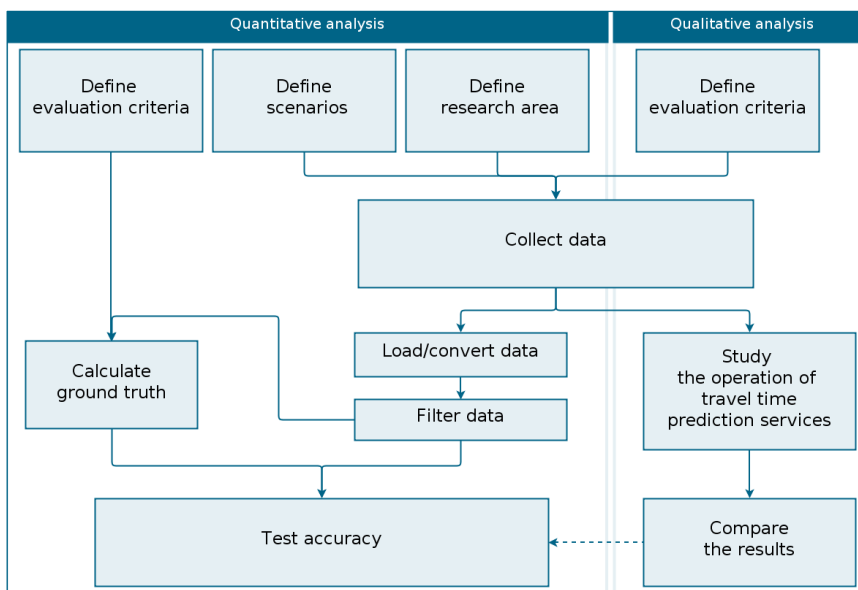 Quantitative analysis
Qualitative analysis
Define
evaluation criteria
Define
scenarios
Define
research area
Define
evaluation criteria
Collect data
Load/convert data
Calculate
ground truth
Filter data
Study
the operation of
travel time
prediction services
Test accuracy
Compare
the results